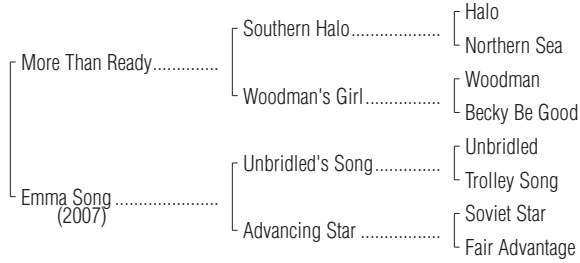 Halo
Southern Halo....................
Northern Sea
More Than Ready..............
Woodman
Woodman's Girl.................
Becky Be Good
Unbridled
Unbridled's Song...............
Trolley Song
Emma Song ......................
(2007)
Soviet Star
Advancing Star .................
Fair Advantage